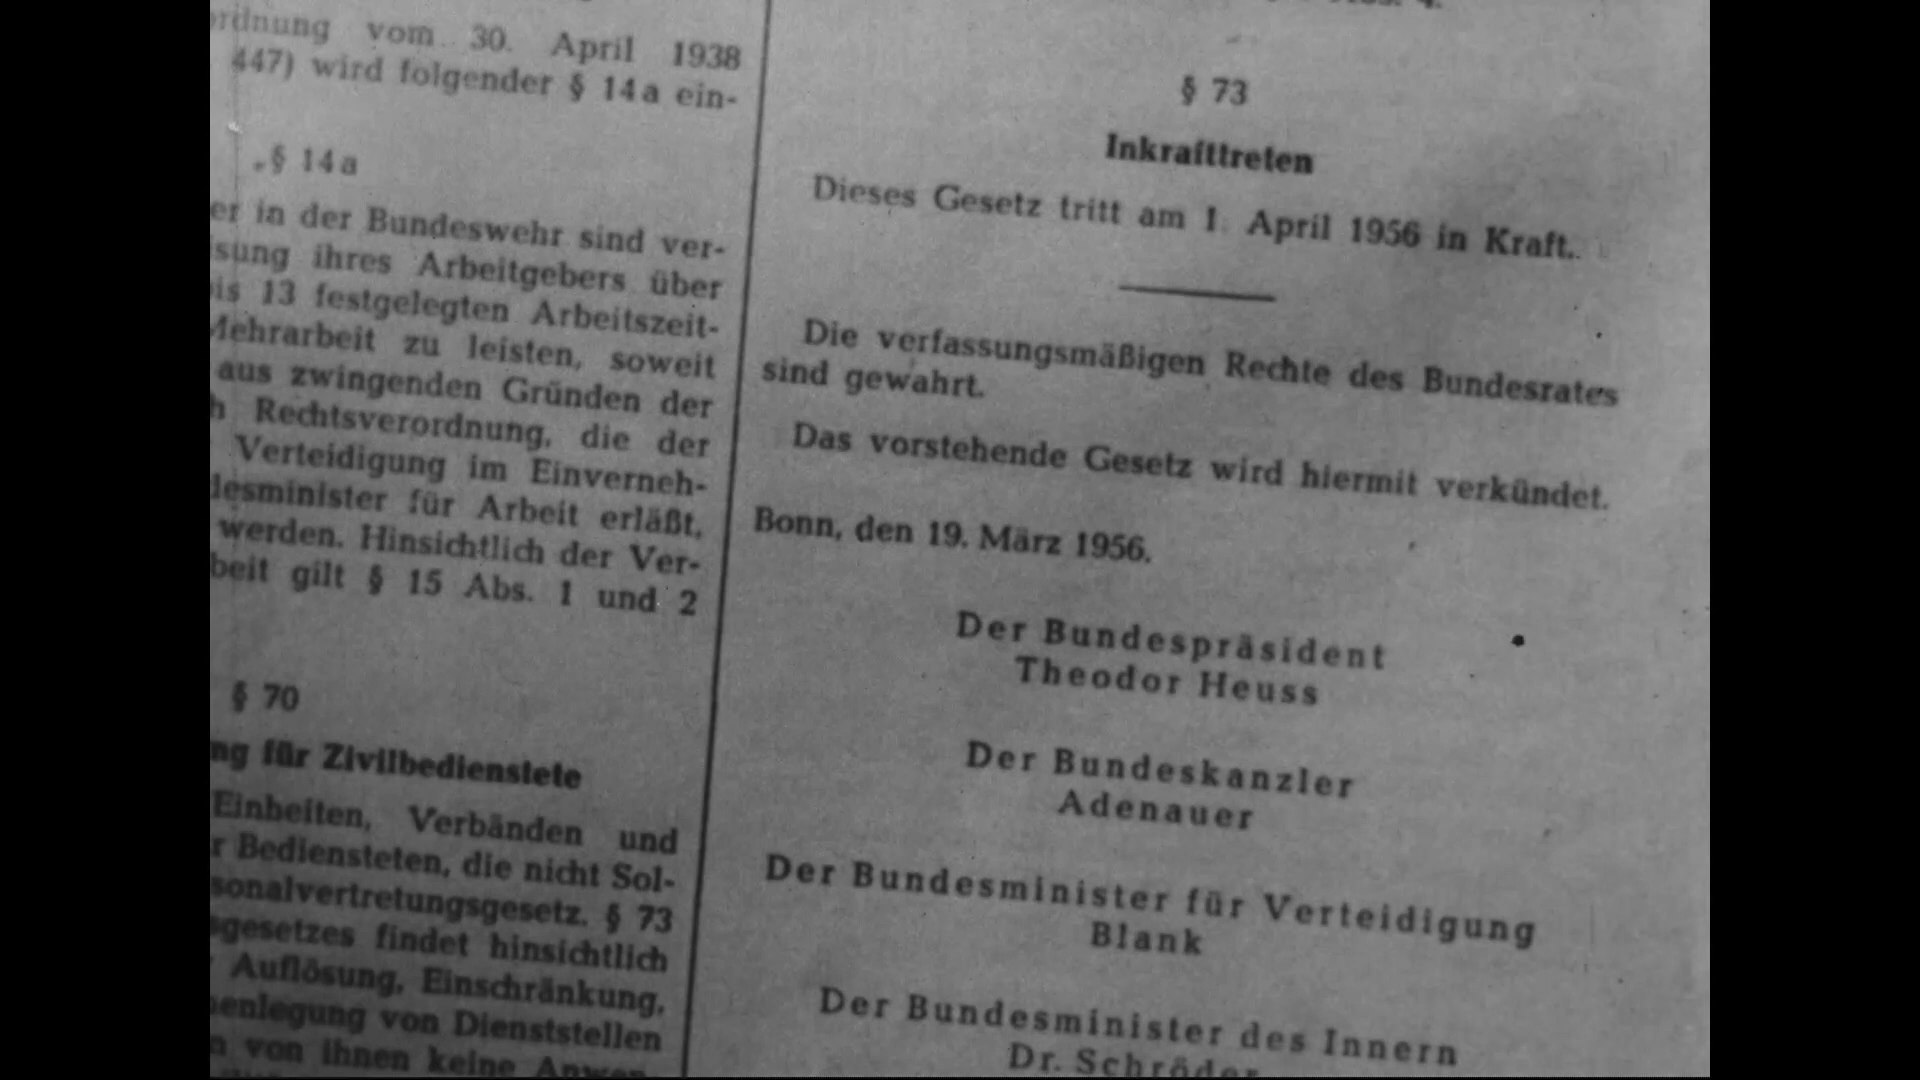 vom 30. April 1938
447) wird folgender § 14a ein-
„§ 14a
er in der Bundeswehr sind ver-
sung ihres Arbeitgebers über
bis 13 festgelegten Arbeitszeit-
Mehrarbeit zu leisten, soweit
aus zwingenden Gründen der
h Rechtsverordnung, die der
Verteidigung im Einverneh-
desminister für Arbeit erläßt,
werden. Hinsichtlich der Ver-
beit gilt § 15 Abs. 1 und 2
§ 70
ng für Zivilbedienstete
Einheiten, Verbänden und
r Bediensteten, die nicht Sol-
sonalvertretungsgesetz. § 73
gesetzes findet hinsichtlich
Auflösung, Einschränkung,
enlegung von Dienststellen
n von ihnen keine Anwen-
§ 73
Inkrafttreten
Dieses Gesetz tritt am 1. April 1956 in Kraft.
Die verfassungsmäßigen Rechte des Bundesrates
sind gewahrt.
Das vorstehende Gesetz wird hiermit verkündet.
Bonn, den 19. März 1956.
Der Bundespräsident
Theodor Heuss
Der Bundeskanzler
Adenauer
Der Bundesminister für Verteidigung
Blank
Der Bundesminister des Innern
Dr. Schröder